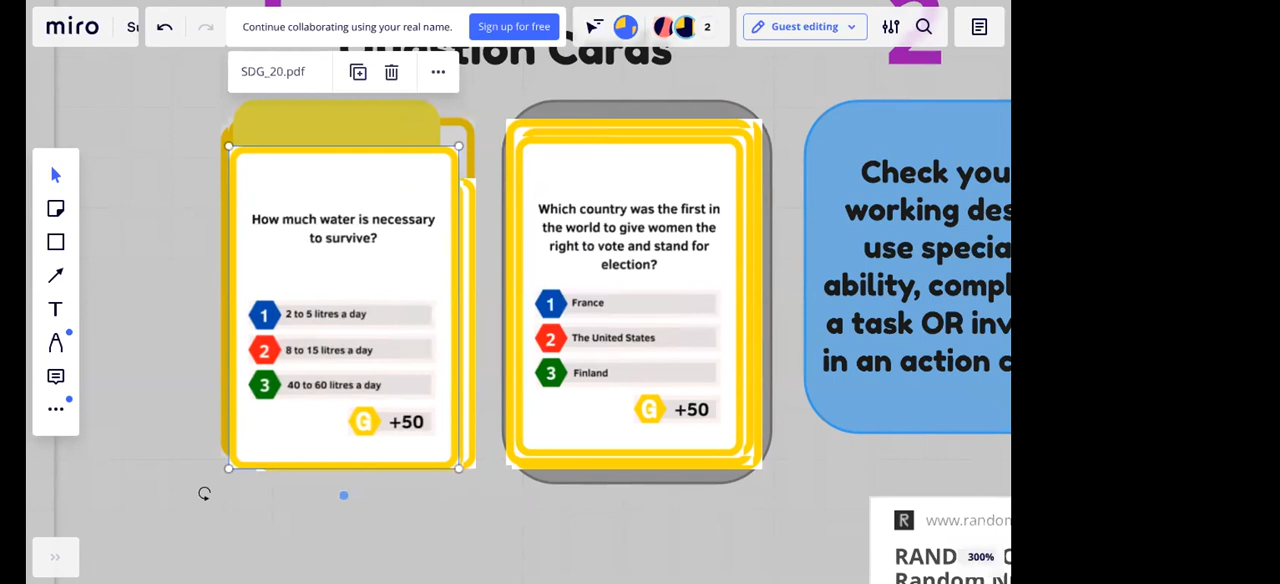 miro
Continue collaborating using your real name.
Sign up for free
2
Guest editing
2
Question Cards
SDG_20.pdf
How much water is necessary
to survive?
1 2 to 5 litres a day
2 8 to 15 litres a day
3 40 to 60 litres a day
G +50
Which country was the first in
the world to give women the
right to vote and stand for
election?
1 France
2 The United States
3 Finland
G +50
Check you
working des
use specia
ability, compl
a task OR inv
in an action c
R www.random
RAND
300%